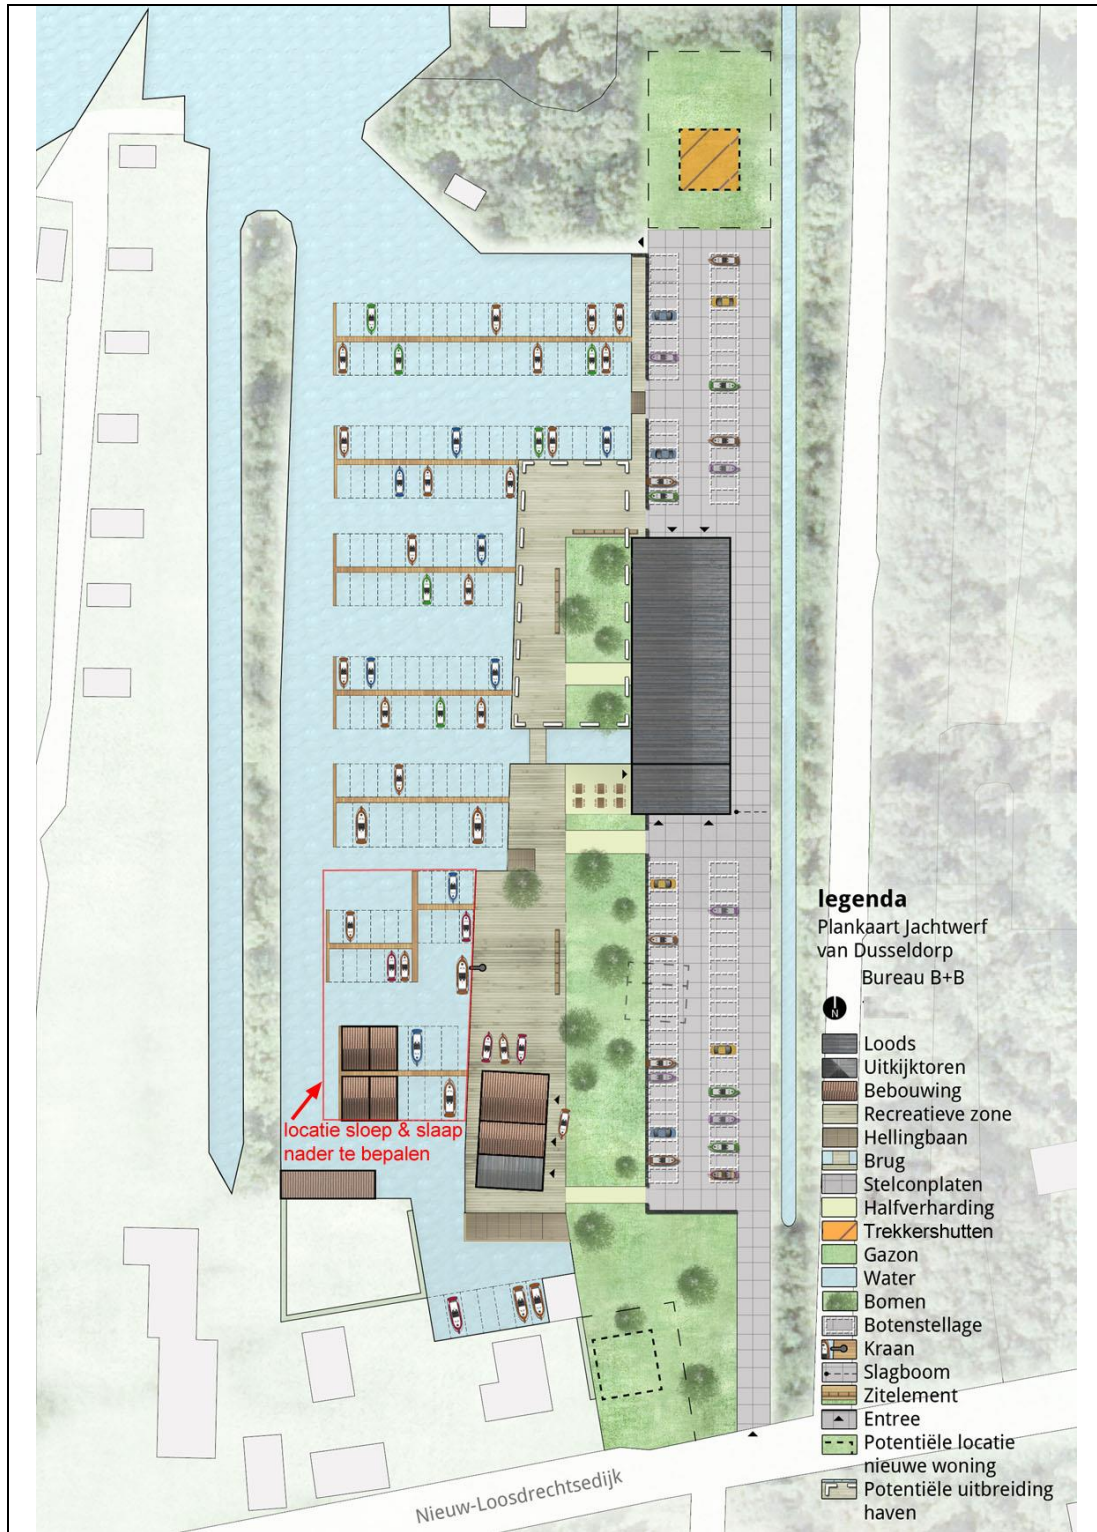 locatie sloep & slaap
nader te bepalen
Nieuw-Loosdrechtsedijk
legenda
Plankaart Jachtwerf
van Dusseldorp
Bureau B+B
N
Loods
Uitkijktoren
Bebouwing
Recreatieve zone
Hellingbaan
Brug
Stelconplaten
Halfverharding
Trekkershutten
Gazon
Water
Bomen
Botenstellage
Kraan
Slagboom
Zitelement
Entree
Potentiële locatie
nieuwe woning
Potentiële uitbreiding
haven